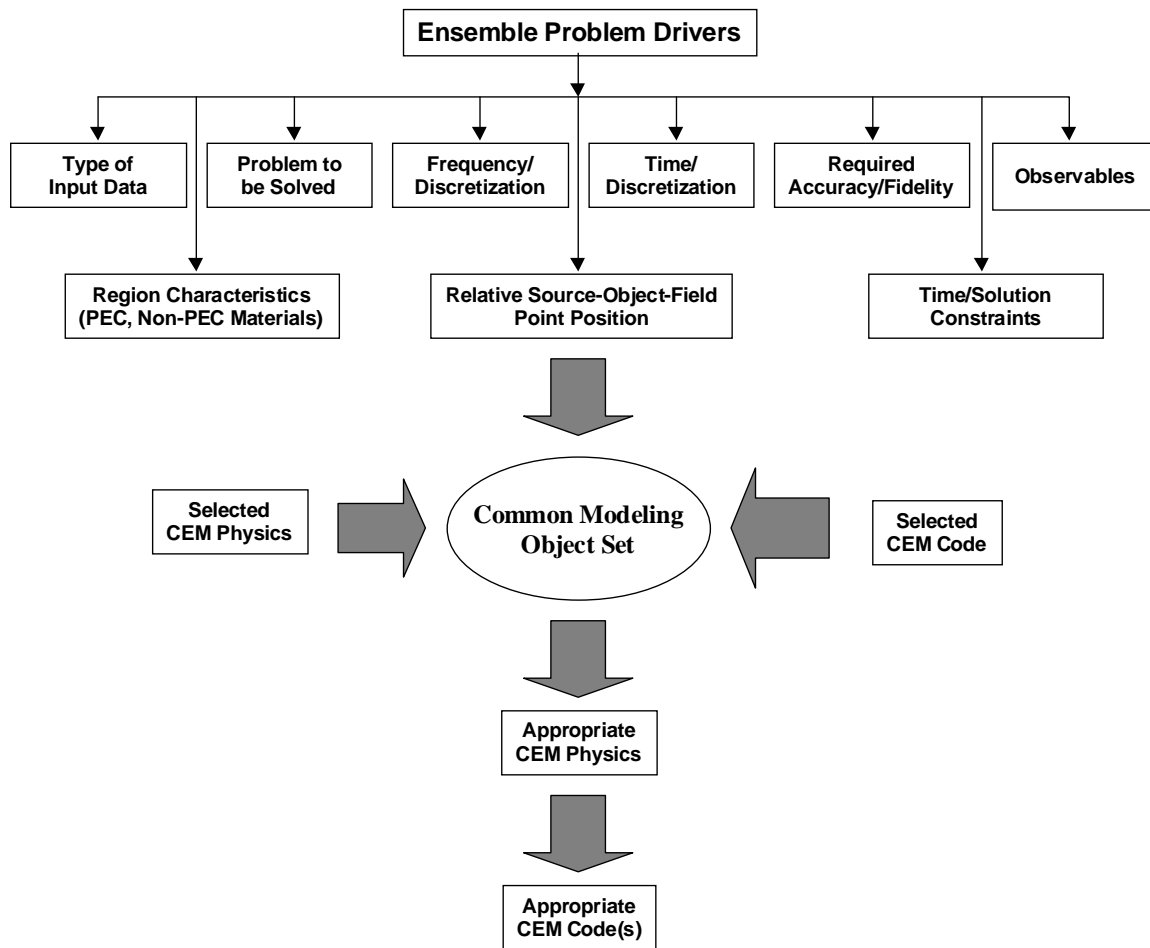 Ensemble Problem Drivers
Type of
Input Data
Problem to
be Solved
Frequency/
Discretization
Time/
Discretization
Required
Accuracy/Fidelity
Observables
Region Characteristics
(PEC, Non-PEC Materials)
Relative Source-Object-Field
Point Position
Time/Solution
Constraints
Selected
CEM Physics
Common Modeling
Object Set
Selected
CEM Code
Appropriate
CEM Physics
Appropriate
CEM Code(s)